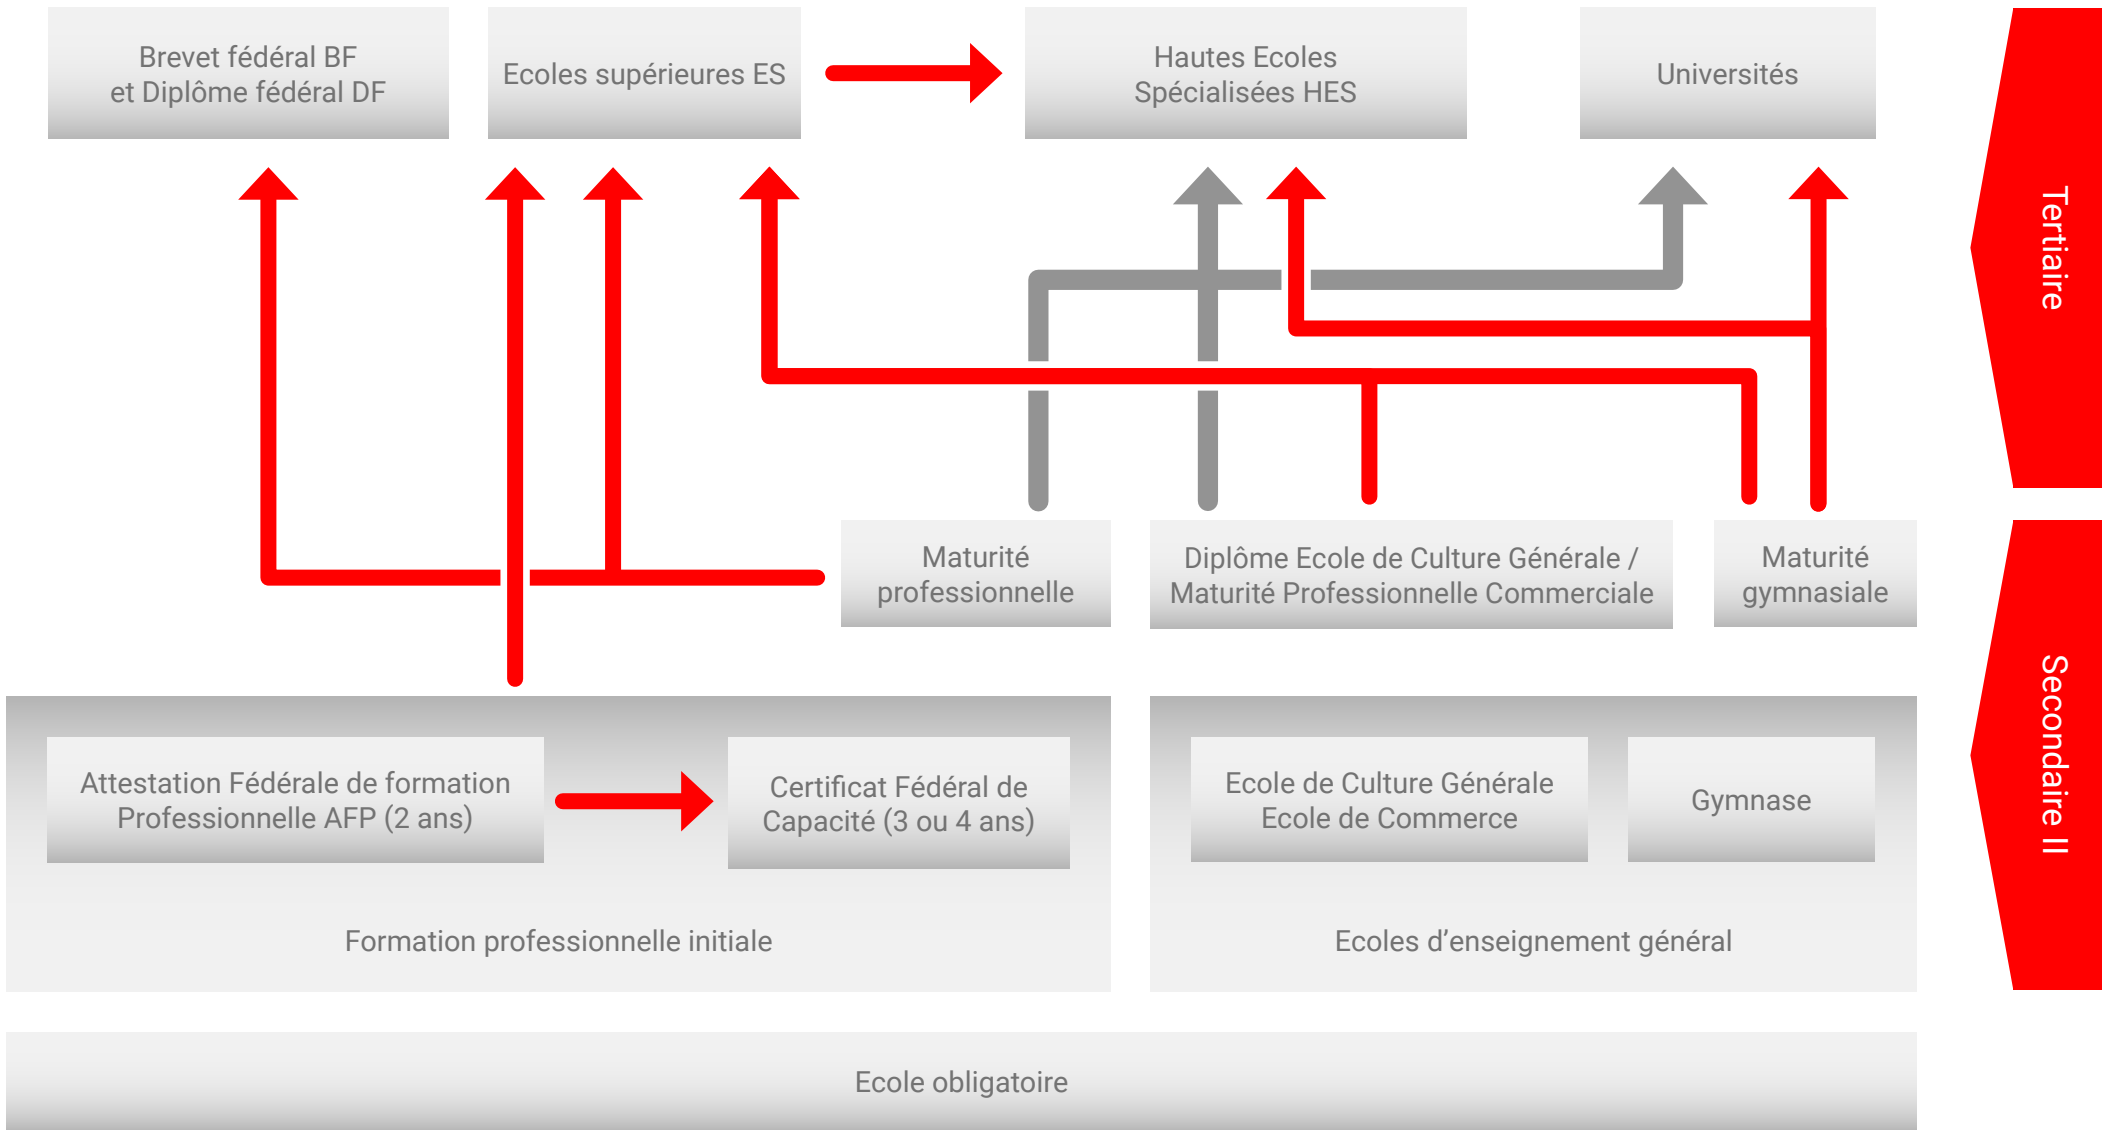 Brevet fédéral BF
et Diplôme fédéral DF
Ecoles supérieures ES
Hautes Ecoles
Spécialisées HES
Universités
Tertiaire
Maturité
professionnelle
Diplôme Ecole de Culture Générale /
Maturité Professionnelle Commerciale
Maturité
gymnasiale
Secondaire II
Attestation Fédérale de formation
Professionnelle AFP (2 ans)
Certificat Fédéral de
Capacité (3 ou 4 ans)
Ecole de Culture Générale
Ecole de Commerce
Gymnase
Formation professionnelle initiale
Ecoles d’enseignement général
Ecole obligatoire